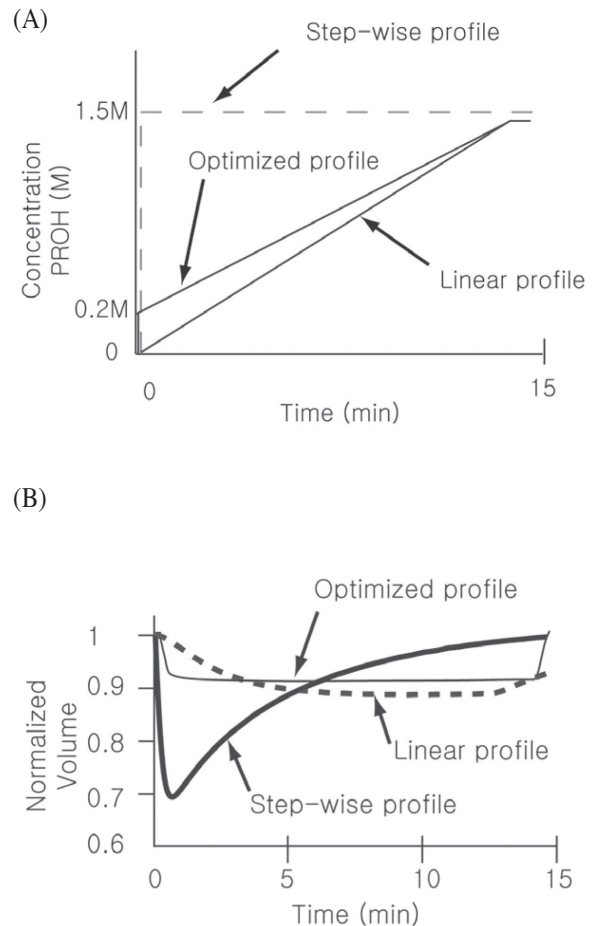 (A)
Step-wise profile
1.5M
Optimized profile
Concentration
PROH (M)
Linear profile
0.2M
0
0
15
Time (min)
(B)
Optimized profile
1
0.9
0.8
0.7
0.6
Normalized
Volume
Linear profile
Step-wise profile
0
5
10
15
Time (min)